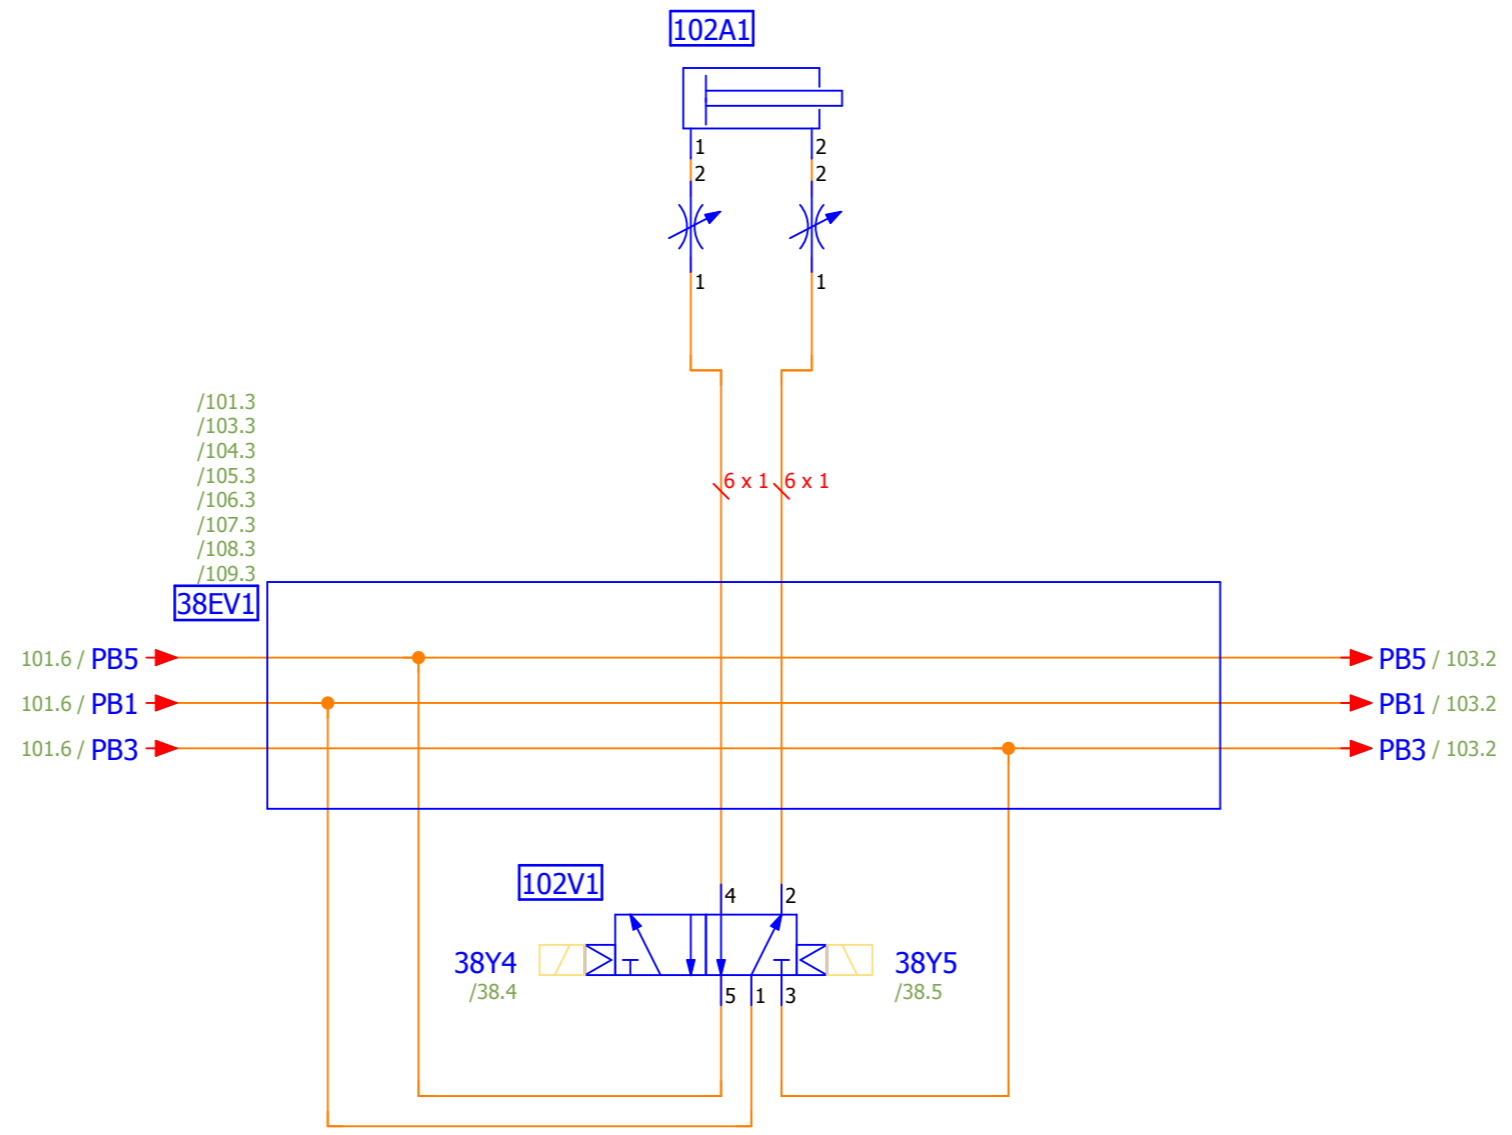 102A1
1 2
2 2
1 1
/101.3
/103.3
/104.3
/105.3
/106.3
/107.3
/108.3
/109.3
6 x 1 6 x 1
38EV1
101.6 / PB5 PB5 / 103.2
101.6 / PB1 PB1 / 103.2
101.6 / PB3 PB3 / 103.2
102V1
4 2
38Y4 38Y5
/38.4 /38.5
5 1 3